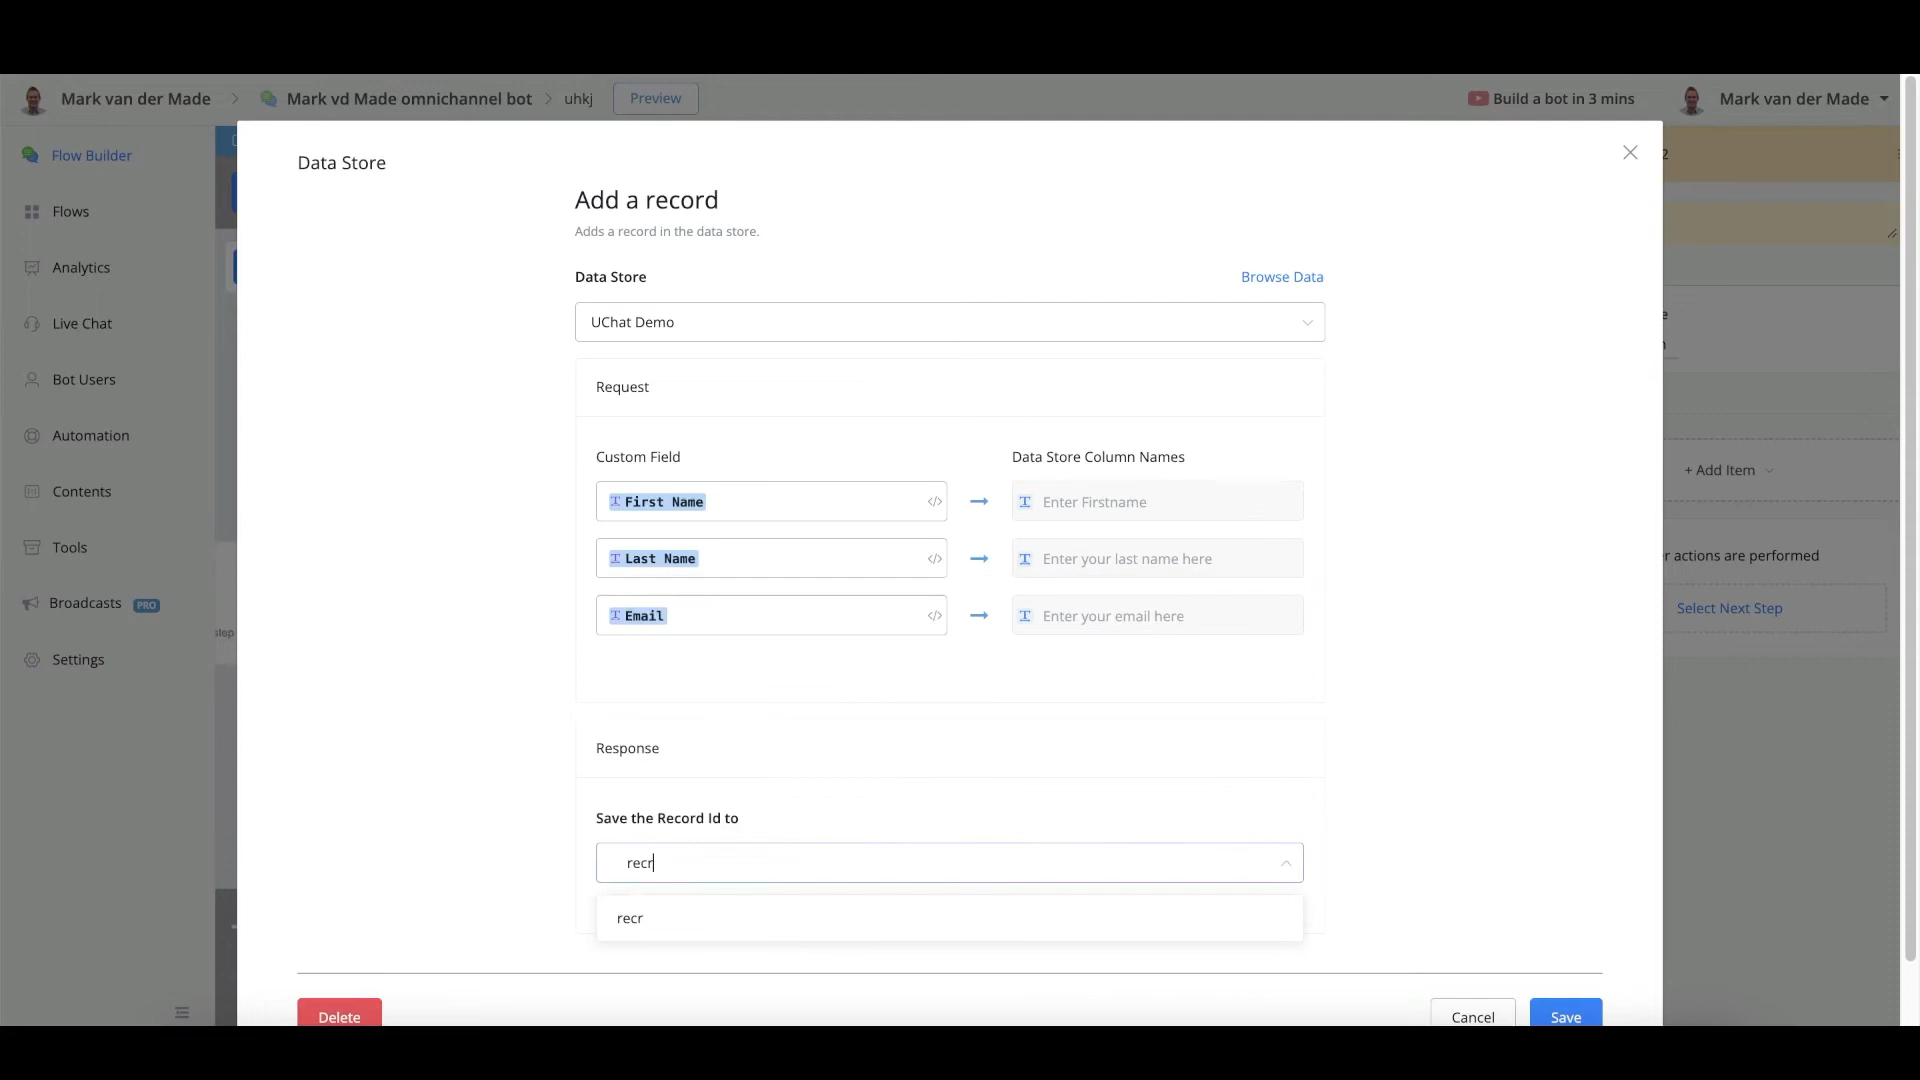 Mark van der Made
Mark vd Made omnichannel bot
uhkj
Preview
Build a bot in 3 mins
Mark van der Made
Flow Builder
Flows
Analytics
Live Chat
Bot Users
Automation
Contents
Tools
Broadcasts PRO
Settings
Data Store
Add a record
Adds a record in the data store.
Data Store
Browse Data
UChat Demo
Request
Custom Field
Data Store Column Names
First Name
Enter Firstname
Last Name
Enter your last name here
Email
Enter your email here
Response
Save the Record Id to
recr
recr
Delete
Cancel
Save
2
+ Add Item
r actions are performed
Select Next Step
step